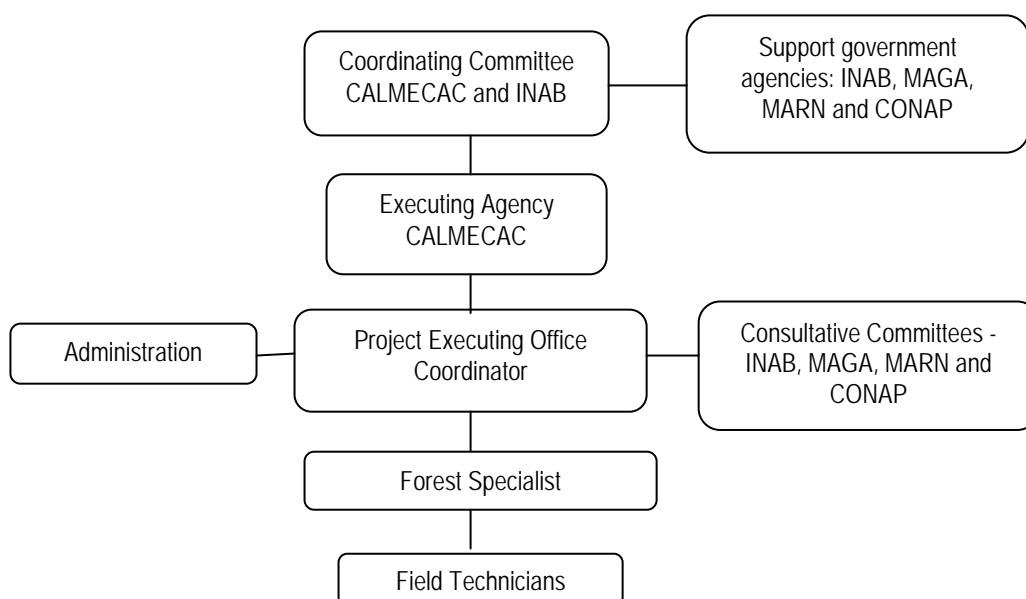 Coordinating Committee
CALMECAC and INAB
Support government
agencies: INAB, MAGA,
MARN and CONAP
Executing Agency
CALMECAC
Administration
Project Executing Office
Coordinator
Consultative Committees -
INAB, MAGA, MARN and
CONAP
Forest Specialist
Field Technicians